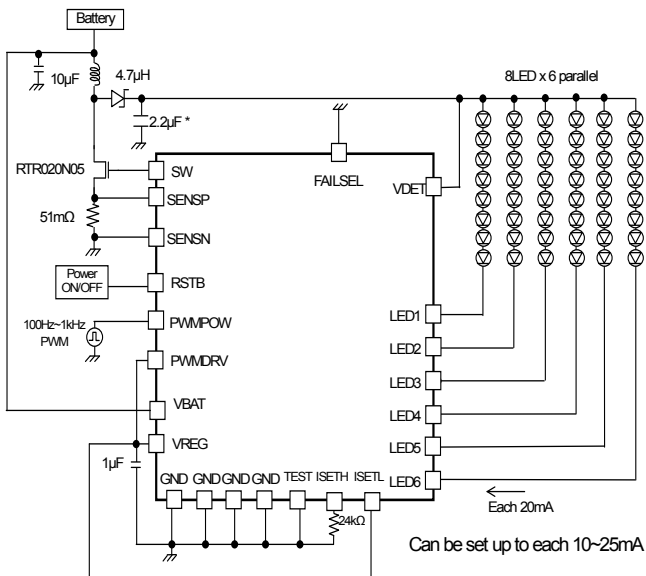 Battery
10µF
4.7µH
2.2µF *
8LED x 6 parallel
RTR020N05
51mΩ
SW
SENSP
SENSN
FAILSEL
VDET
Power
ON/OFF
RSTB
100Hz~1kHz
PWM
PWMPOW
PWMDRV
VBAT
VREG
1µF
LED1
LED2
LED3
LED4
LED5
LED6
GND GND GND GND TEST ISETH ISETL
24kΩ
Each 20mA
Can be set up to each 10~25mA